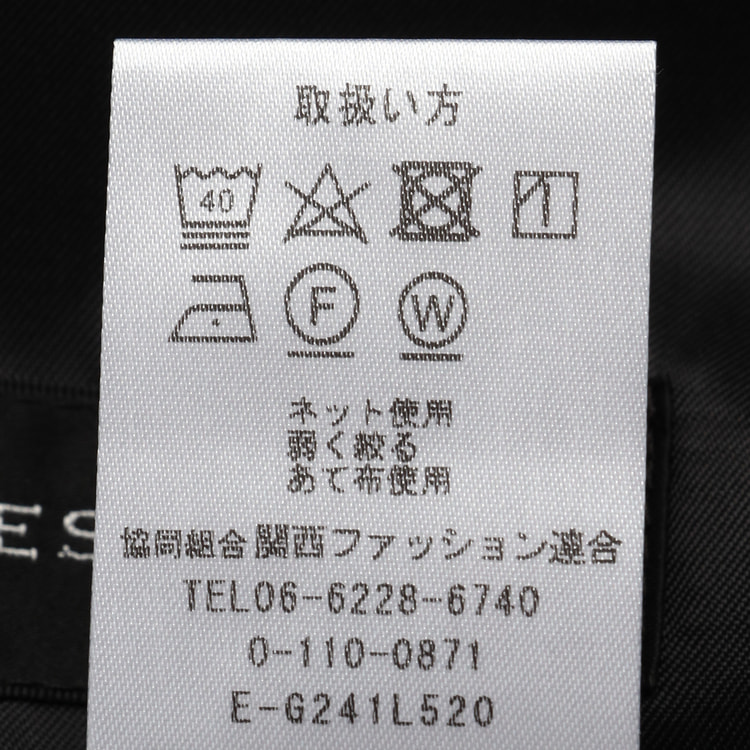 取扱い方
40
F W
ネット使用
弱く絞る
あて布使用
ES
協同組合関西ファッション連合
TEL06-6228-6740
0-110-0871
E-G241L520